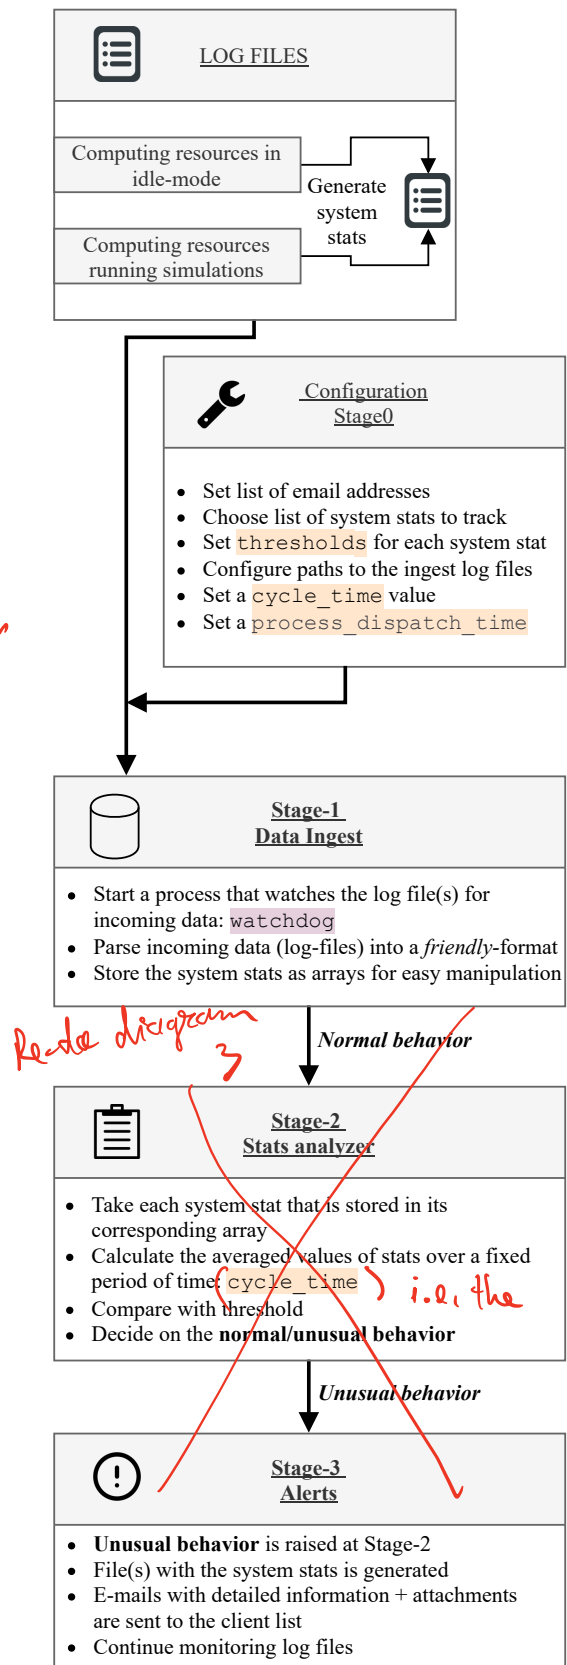 LOG FILES
Computing resources in
idle-mode
Generate
system
stats
Computing resources
running simulations
Configuration
Stage0
• Set list of email addresses
• Choose list of system stats to track
• Set thresholds for each system stat
• Configure paths to the ingest log files
• Set a cycle_time value
• Set a process_dispatch_time
Stage-1
Data Ingest
• Start a process that watches the log file(s) for
incoming data: watchdog
• Parse incoming data (log-files) into a friendly-format
• Store the system stats as arrays for easy manipulation
diagram
Normal behavior
Stage-2
Stats analyzer
• Take each system stat that is stored in its
corresponding array
• Calculate the averaged values of stats over a fixed
period of time: (cycle_time) i.e., the
• Compare with threshold
• Decide on the normal/unusual behavior
Unusual behavior
Stage-3
Alerts
• Unusual behavior is raised at Stage-2
• File(s) with the system stats is generated
• E-mails with detailed information + attachments
are sent to the client list
• Continue monitoring log files